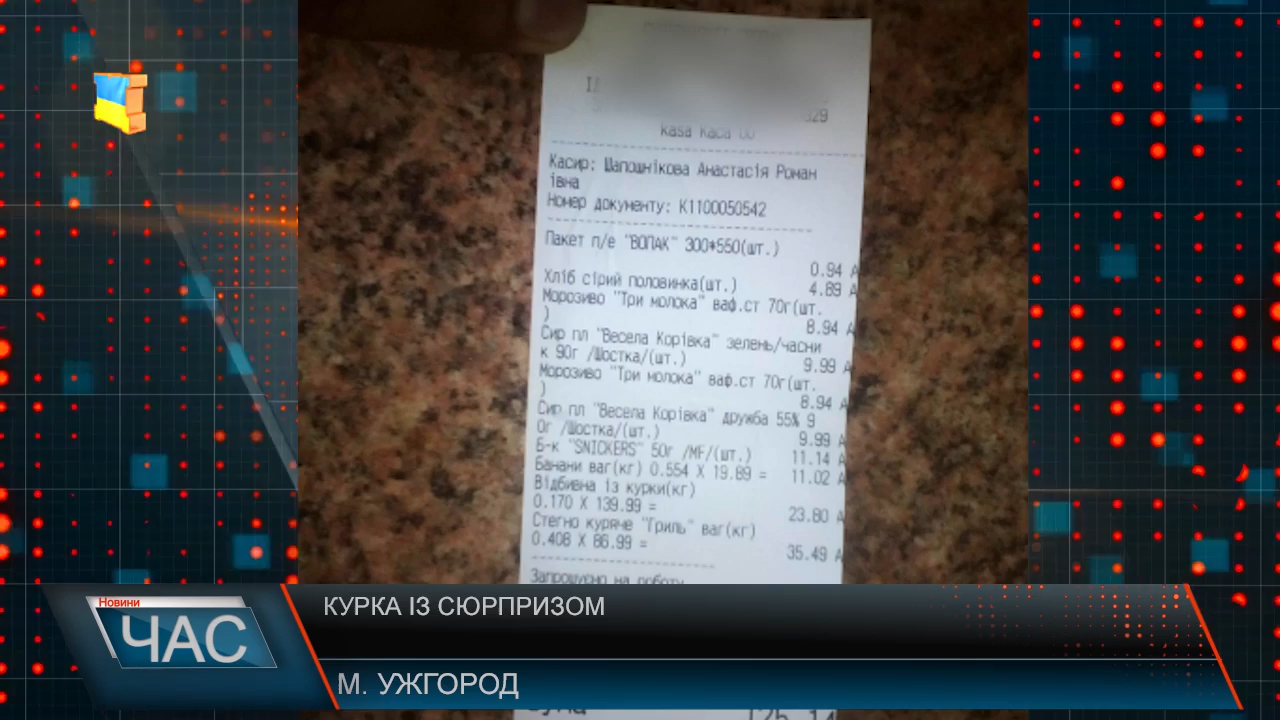 Kasa Каса
Касир: Шапошнікова Анастасія Роман
івна
Номер документу: К1100050542
Пакет п/е "ВОПАК" 300*550(шт.)
0.94 А
Хліб сірий половинка(шт.) 4.89 А
Морозиво "Три молока" ваф.ст 70г(шт.
) 8.94 А
Сир пл "Весела Корівка" зелень/часни
к 90г /Шостка/(шт.) 9.99 А
Морозиво "Три молока" ваф.ст 70г(шт.
) 8.94 А
Сир пл "Весела Корівка" дружба 55% 9
0г /Шостка/(шт.) 9.99 А
Б-к "SNICKERS" 50г /MF/(шт.) 11.14 А
Банани ваг(кг) 0.554 X 19.89 = 11.02 А
Відбивна із курки(кг)
0.170 X 139.99 = 23.80 А
Стегно куряче "Гриль" ваг(кг)
0.408 X 86.99 = 35.49 А
Запрошуємо на роботу
Новини
ЧАС
КУРКА ІЗ СЮРПРИЗОМ
М. УЖГОРОД